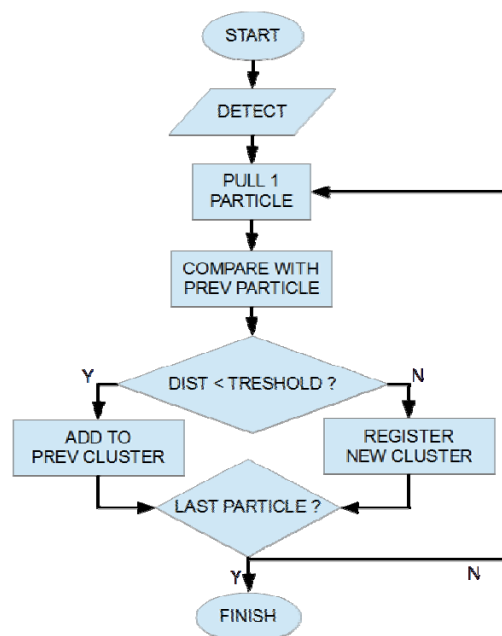 START
DETECT
PULL 1
PARTICLE
COMPARE WITH
PREV PARTICLE
DIST < TRESHOLD ?
Y
N
ADD TO
PREV CLUSTER
REGISTER
NEW CLUSTER
LAST PARTICLE ?
Y
N
FINISH